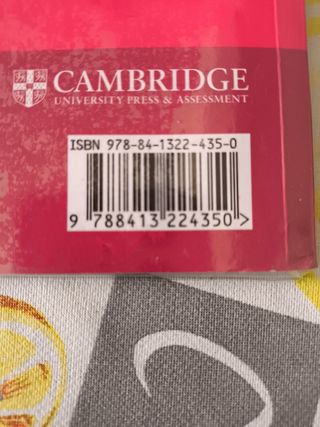 CAMBRIDGE
UNIVERSITY PRESS & ASSESSMENT
ISBN 978-84-1322-435-0
9 788413 224350 >